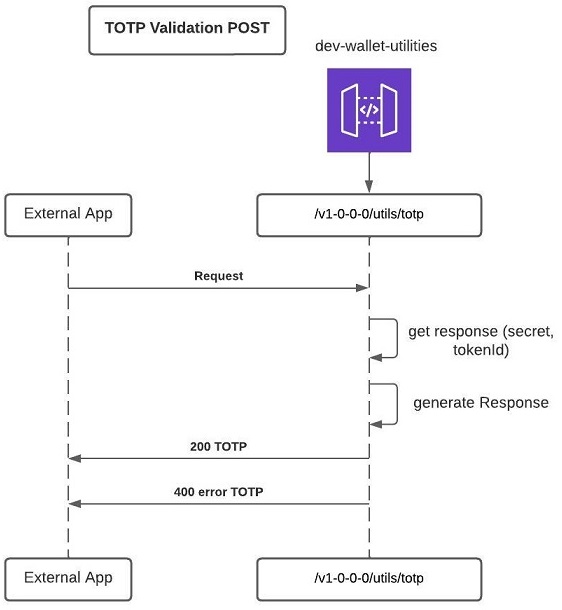 TOTP Validation POST
dev-wallet-utilities
</>
External App
/v1-0-0-0/utils/totp
Request
get response (secret,
tokenId)
generate Response
200 TOTP
400 error TOTP
External App
/v1-0-0-0/utils/totp